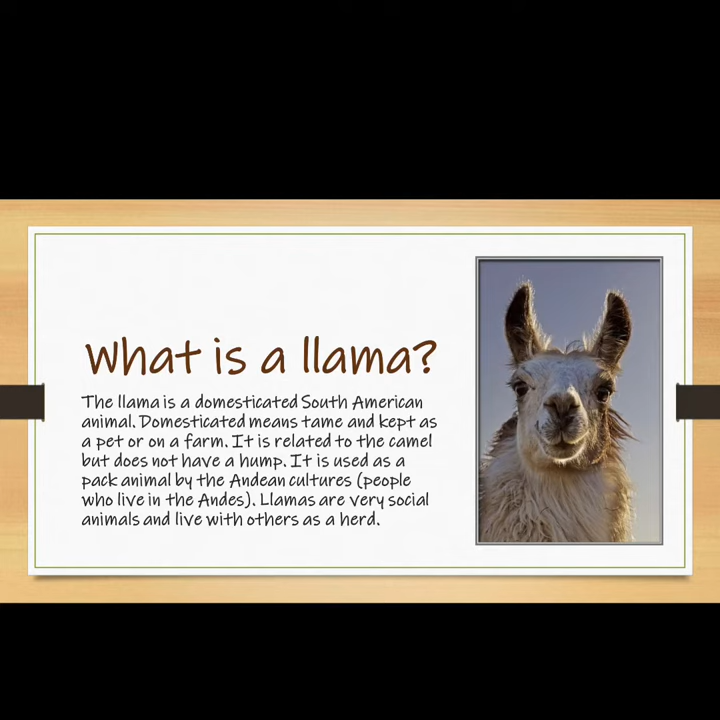 What is a llama?
The llama is a domesticated South American
animal. Domesticated means tame and kept as
a pet or on a farm. It is related to the camel
but does not have a hump. It is used as a
pack animal by the Andean cultures (people
who live in the Andes). Llamas are very social
animals and live with others as a herd.